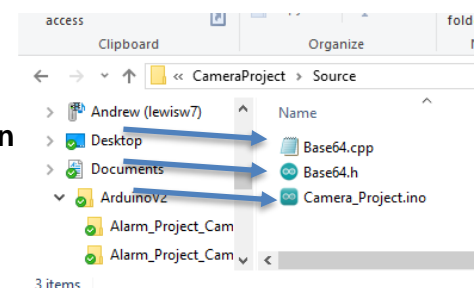 access
fold
Clipboard
Organize
« CameraProject > Source
Andrew (lewisw7)
Name
n
Desktop
Base64.cpp
Documents
Base64.h
ArduinoV2
Camera_Project.ino
Alarm_Project_Cam
Alarm_Project_Cam
3 items